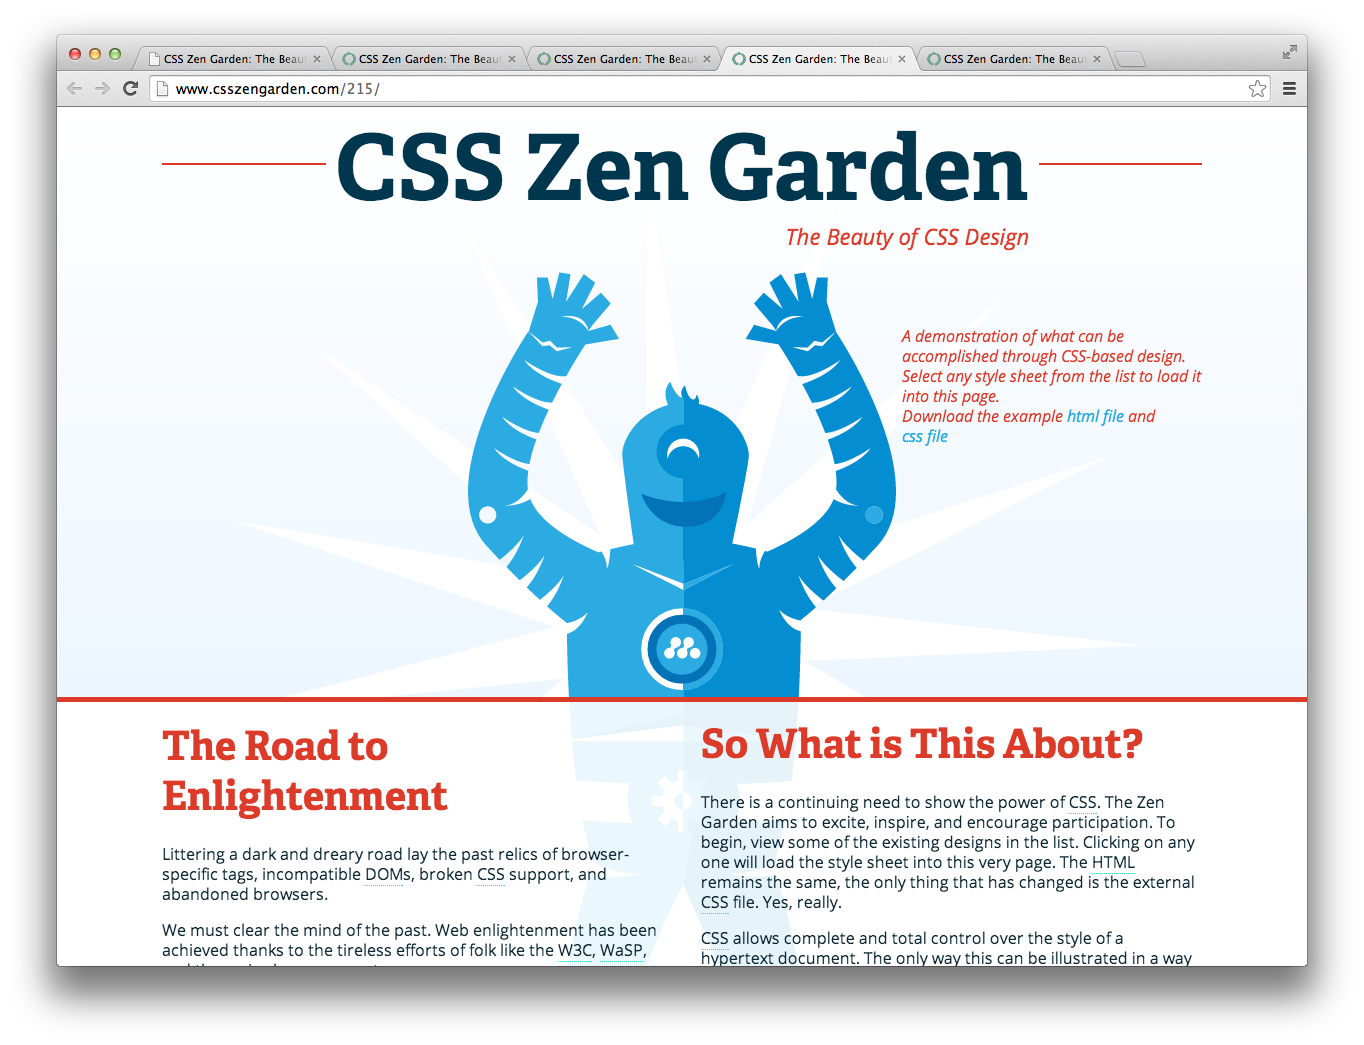 CSS Zen Garden: The Beau
CSS Zen Garden: The Beau
CSS Zen Garden: The Beau
CSS Zen Garden: The Beau
CSS Zen Garden: The Beau
www.csszengarden.com/215/
CSS Zen Garden
The Beauty of CSS Design
A demonstration of what can be
accomplished through CSS-based design.
Select any style sheet from the list to load it
into this page.
Download the example html file and
css file
The Road to
Enlightenment
Littering a dark and dreary road lay the past relics of browser-
specific tags, incompatible DOMs, broken CSS support, and
abandoned browsers.
We must clear the mind of the past. Web enlightenment has been
achieved thanks to the tireless efforts of folk like the W3C, WaSP,
So What is This About?
There is a continuing need to show the power of CSS. The Zen
Garden aims to excite, inspire, and encourage participation. To
begin, view some of the existing designs in the list. Clicking on any
one will load the style sheet into this very page. The HTML
remains the same, the only thing that has changed is the external
CSS file. Yes, really.
CSS allows complete and total control over the style of a
hypertext document. The only way this can be illustrated in a way